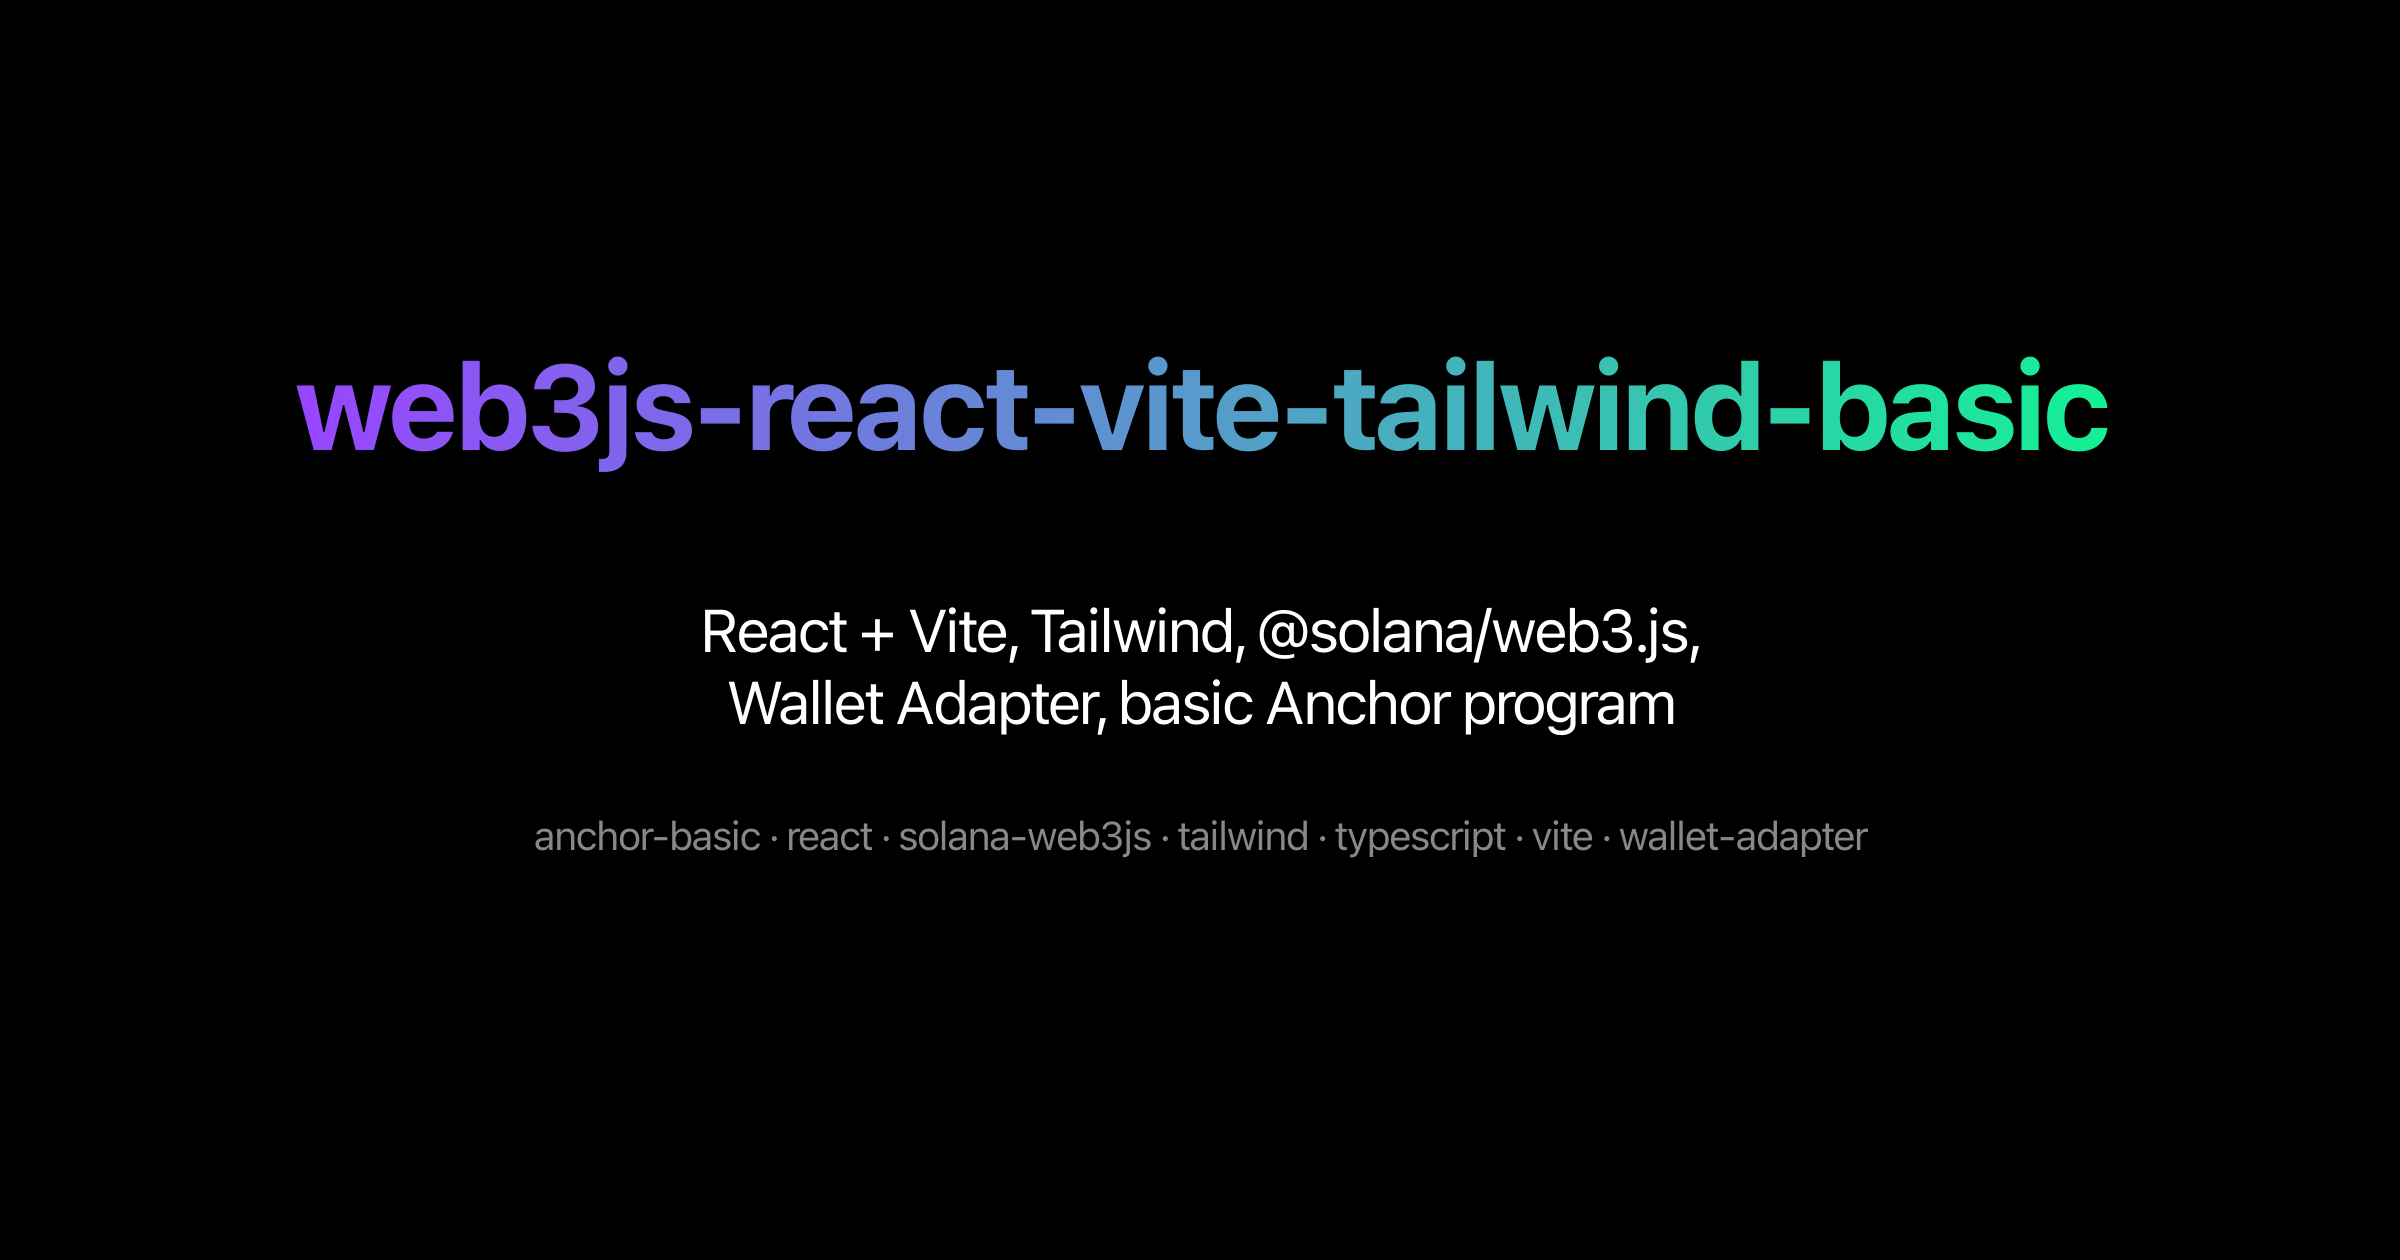 web3js-react-vite-tailwind-basic
React + Vite, Tailwind, @solana/web3.js,
Wallet Adapter, basic Anchor program
anchor-basic · react · solana-web3js · tailwind · typescript · vite · wallet-adapter